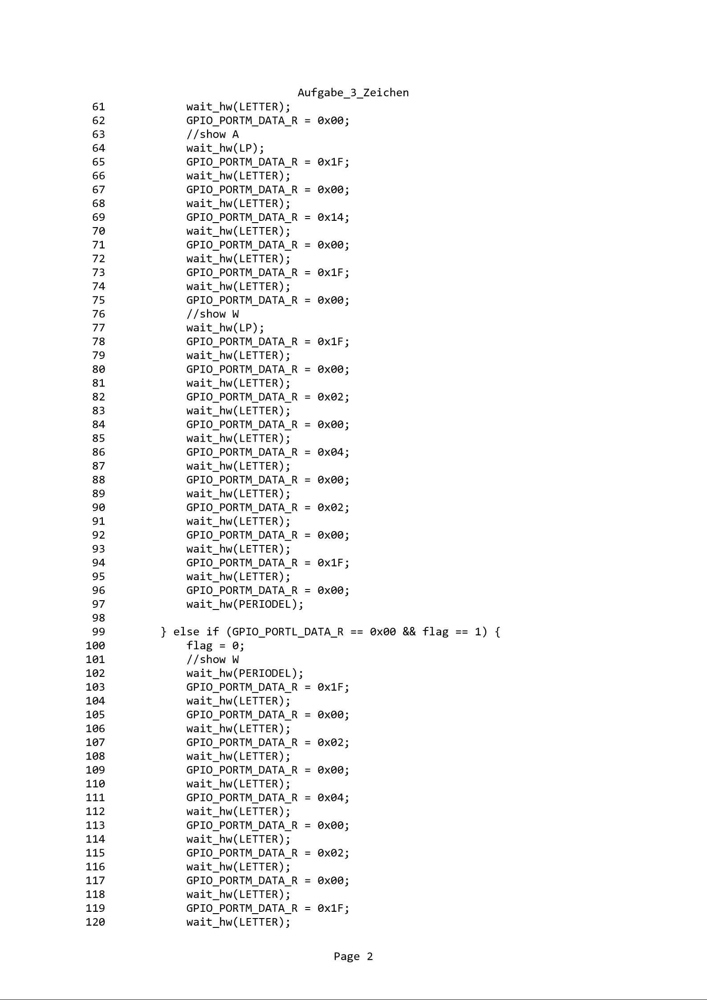 Aufgabe_3_Zeichen
61 wait_hw(LETTER);
62 GPIO_PORTM_DATA_R = 0x00;
63 //show A
64 wait_hw(LP);
65 GPIO_PORTM_DATA_R = 0x1F;
66 wait_hw(LETTER);
67 GPIO_PORTM_DATA_R = 0x00;
68 wait_hw(LETTER);
69 GPIO_PORTM_DATA_R = 0x14;
70 wait_hw(LETTER);
71 GPIO_PORTM_DATA_R = 0x00;
72 wait_hw(LETTER);
73 GPIO_PORTM_DATA_R = 0x1F;
74 wait_hw(LETTER);
75 GPIO_PORTM_DATA_R = 0x00;
76 //show W
77 wait_hw(LP);
78 GPIO_PORTM_DATA_R = 0x1F;
79 wait_hw(LETTER);
80 GPIO_PORTM_DATA_R = 0x00;
81 wait_hw(LETTER);
82 GPIO_PORTM_DATA_R = 0x02;
83 wait_hw(LETTER);
84 GPIO_PORTM_DATA_R = 0x00;
85 wait_hw(LETTER);
86 GPIO_PORTM_DATA_R = 0x04;
87 wait_hw(LETTER);
88 GPIO_PORTM_DATA_R = 0x00;
89 wait_hw(LETTER);
90 GPIO_PORTM_DATA_R = 0x02;
91 wait_hw(LETTER);
92 GPIO_PORTM_DATA_R = 0x00;
93 wait_hw(LETTER);
94 GPIO_PORTM_DATA_R = 0x1F;
95 wait_hw(LETTER);
96 GPIO_PORTM_DATA_R = 0x00;
97 wait_hw(PERIODEL);
98
99 } else if (GPIO_PORTL_DATA_R == 0x00 && flag == 1) {
100 flag = 0;
101 //show W
102 wait_hw(PERIODEL);
103 GPIO_PORTM_DATA_R = 0x1F;
104 wait_hw(LETTER);
105 GPIO_PORTM_DATA_R = 0x00;
106 wait_hw(LETTER);
107 GPIO_PORTM_DATA_R = 0x02;
108 wait_hw(LETTER);
109 GPIO_PORTM_DATA_R = 0x00;
110 wait_hw(LETTER);
111 GPIO_PORTM_DATA_R = 0x04;
112 wait_hw(LETTER);
113 GPIO_PORTM_DATA_R = 0x00;
114 wait_hw(LETTER);
115 GPIO_PORTM_DATA_R = 0x02;
116 wait_hw(LETTER);
117 GPIO_PORTM_DATA_R = 0x00;
118 wait_hw(LETTER);
119 GPIO_PORTM_DATA_R = 0x1F;
120 wait_hw(LETTER);
Page 2